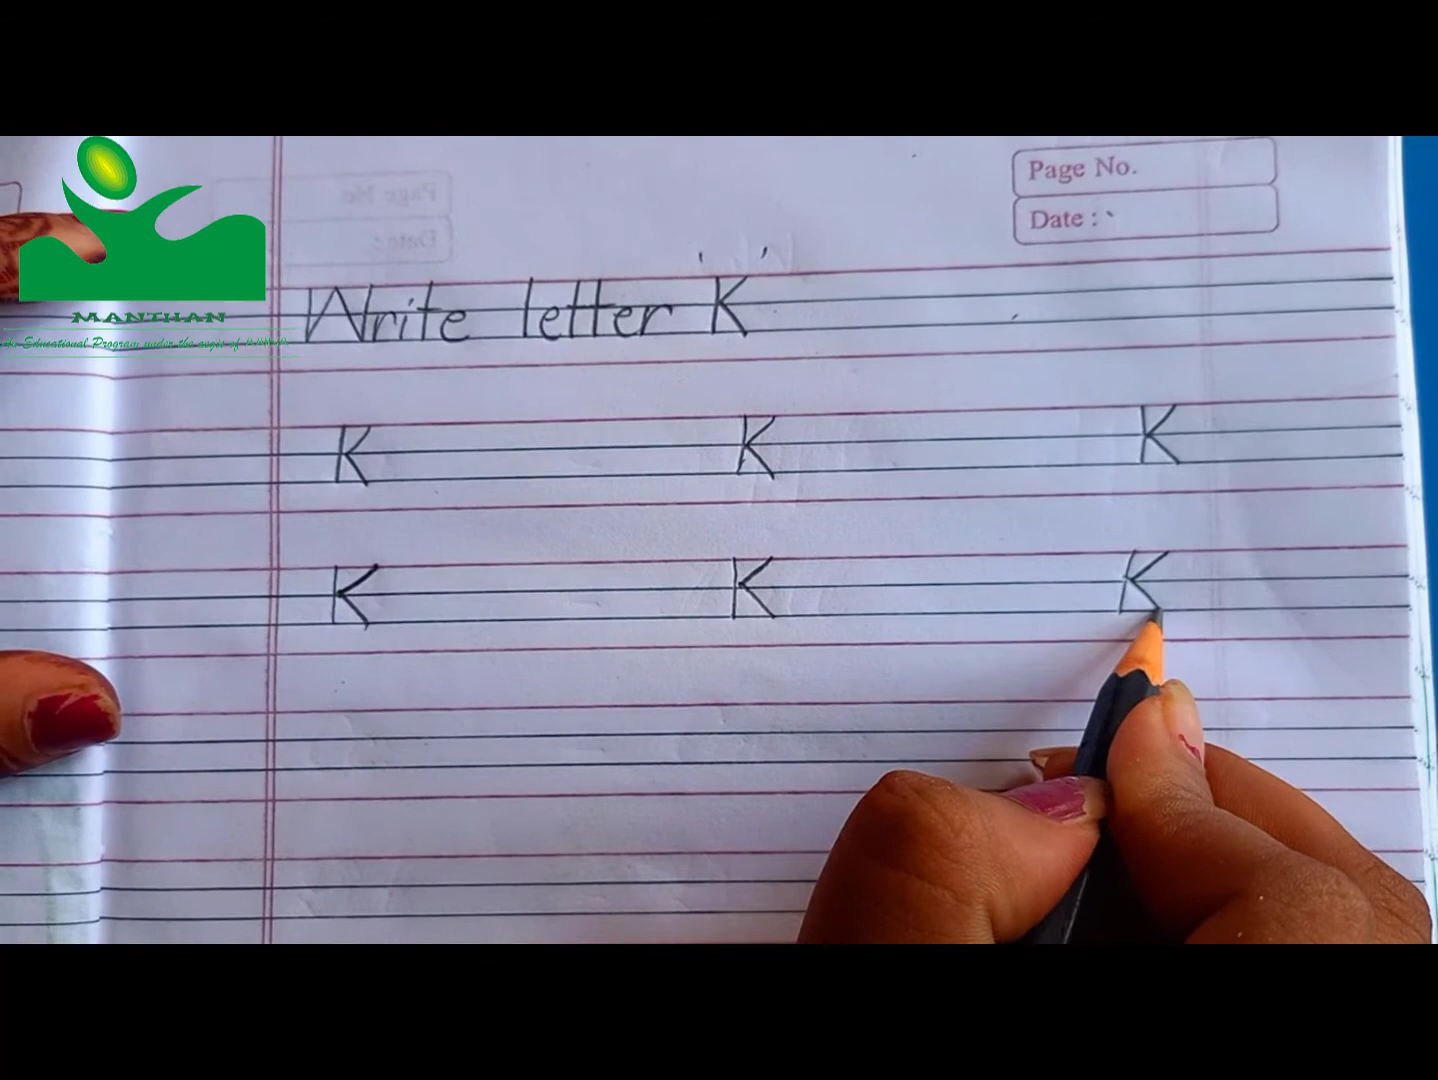 Page No.
Date :
MANTHAN
Write letter 'K'
K K K
K K K